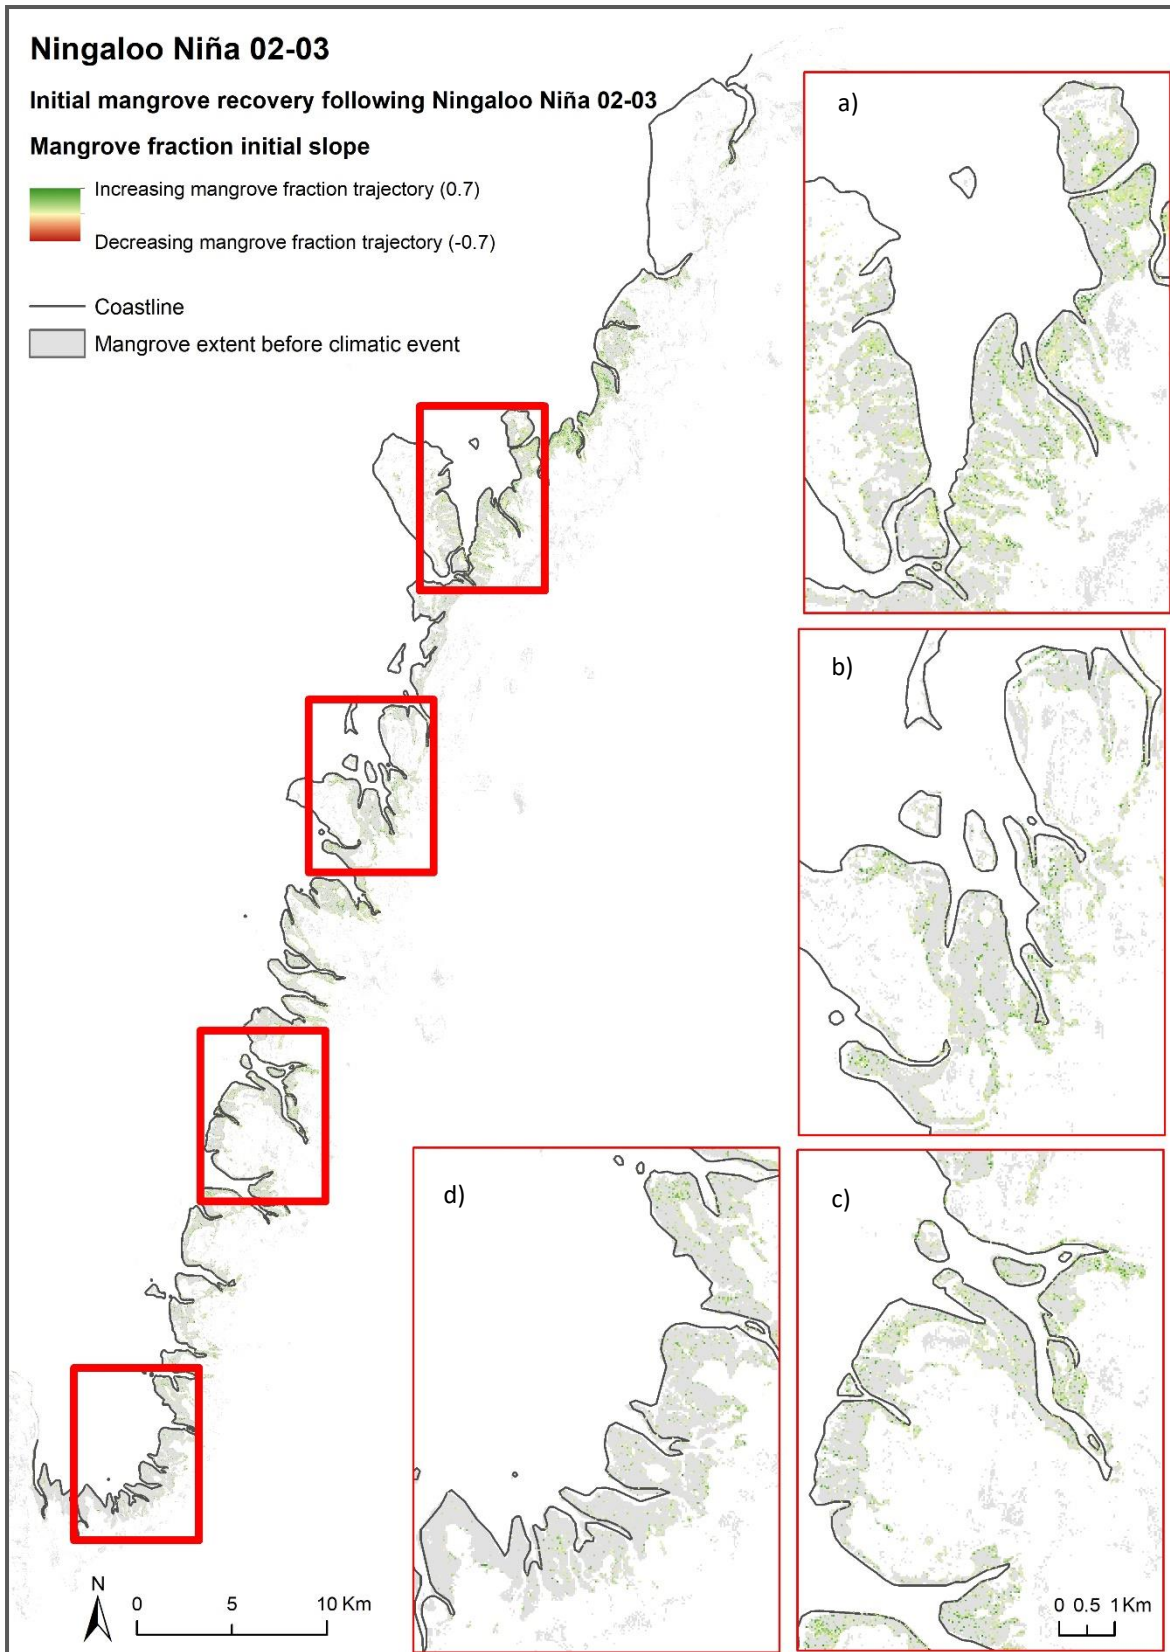 Ningaloo Niña 02-03
Initial mangrove recovery following Ningaloo Niña 02-03
Mangrove fraction initial slope
Increasing mangrove fraction trajectory (0.7)
Decreasing mangrove fraction trajectory (-0.7)
Coastline
Mangrove extent before climatic event
a)
b)
c)
d)
N
0 5 10 Km
0 0.5 1 Km